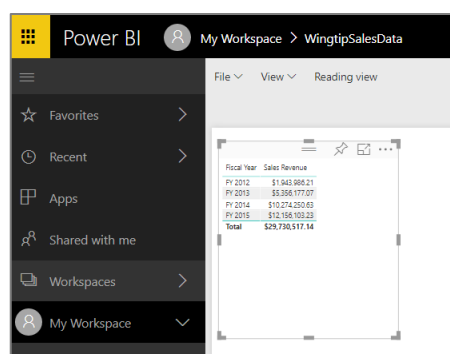 Power BI My Workspace > WingtipSalesData
File View Reading view
Favorites
Recent
Apps
Shared with me
Workspaces
My Workspace
Fiscal Year Sales Revenue
FY 2012 $1,943,986.21
FY 2013 $5,356,177.07
FY 2014 $10,274,250.63
FY 2015 $12,156,103.23
Total $29,730,517.14